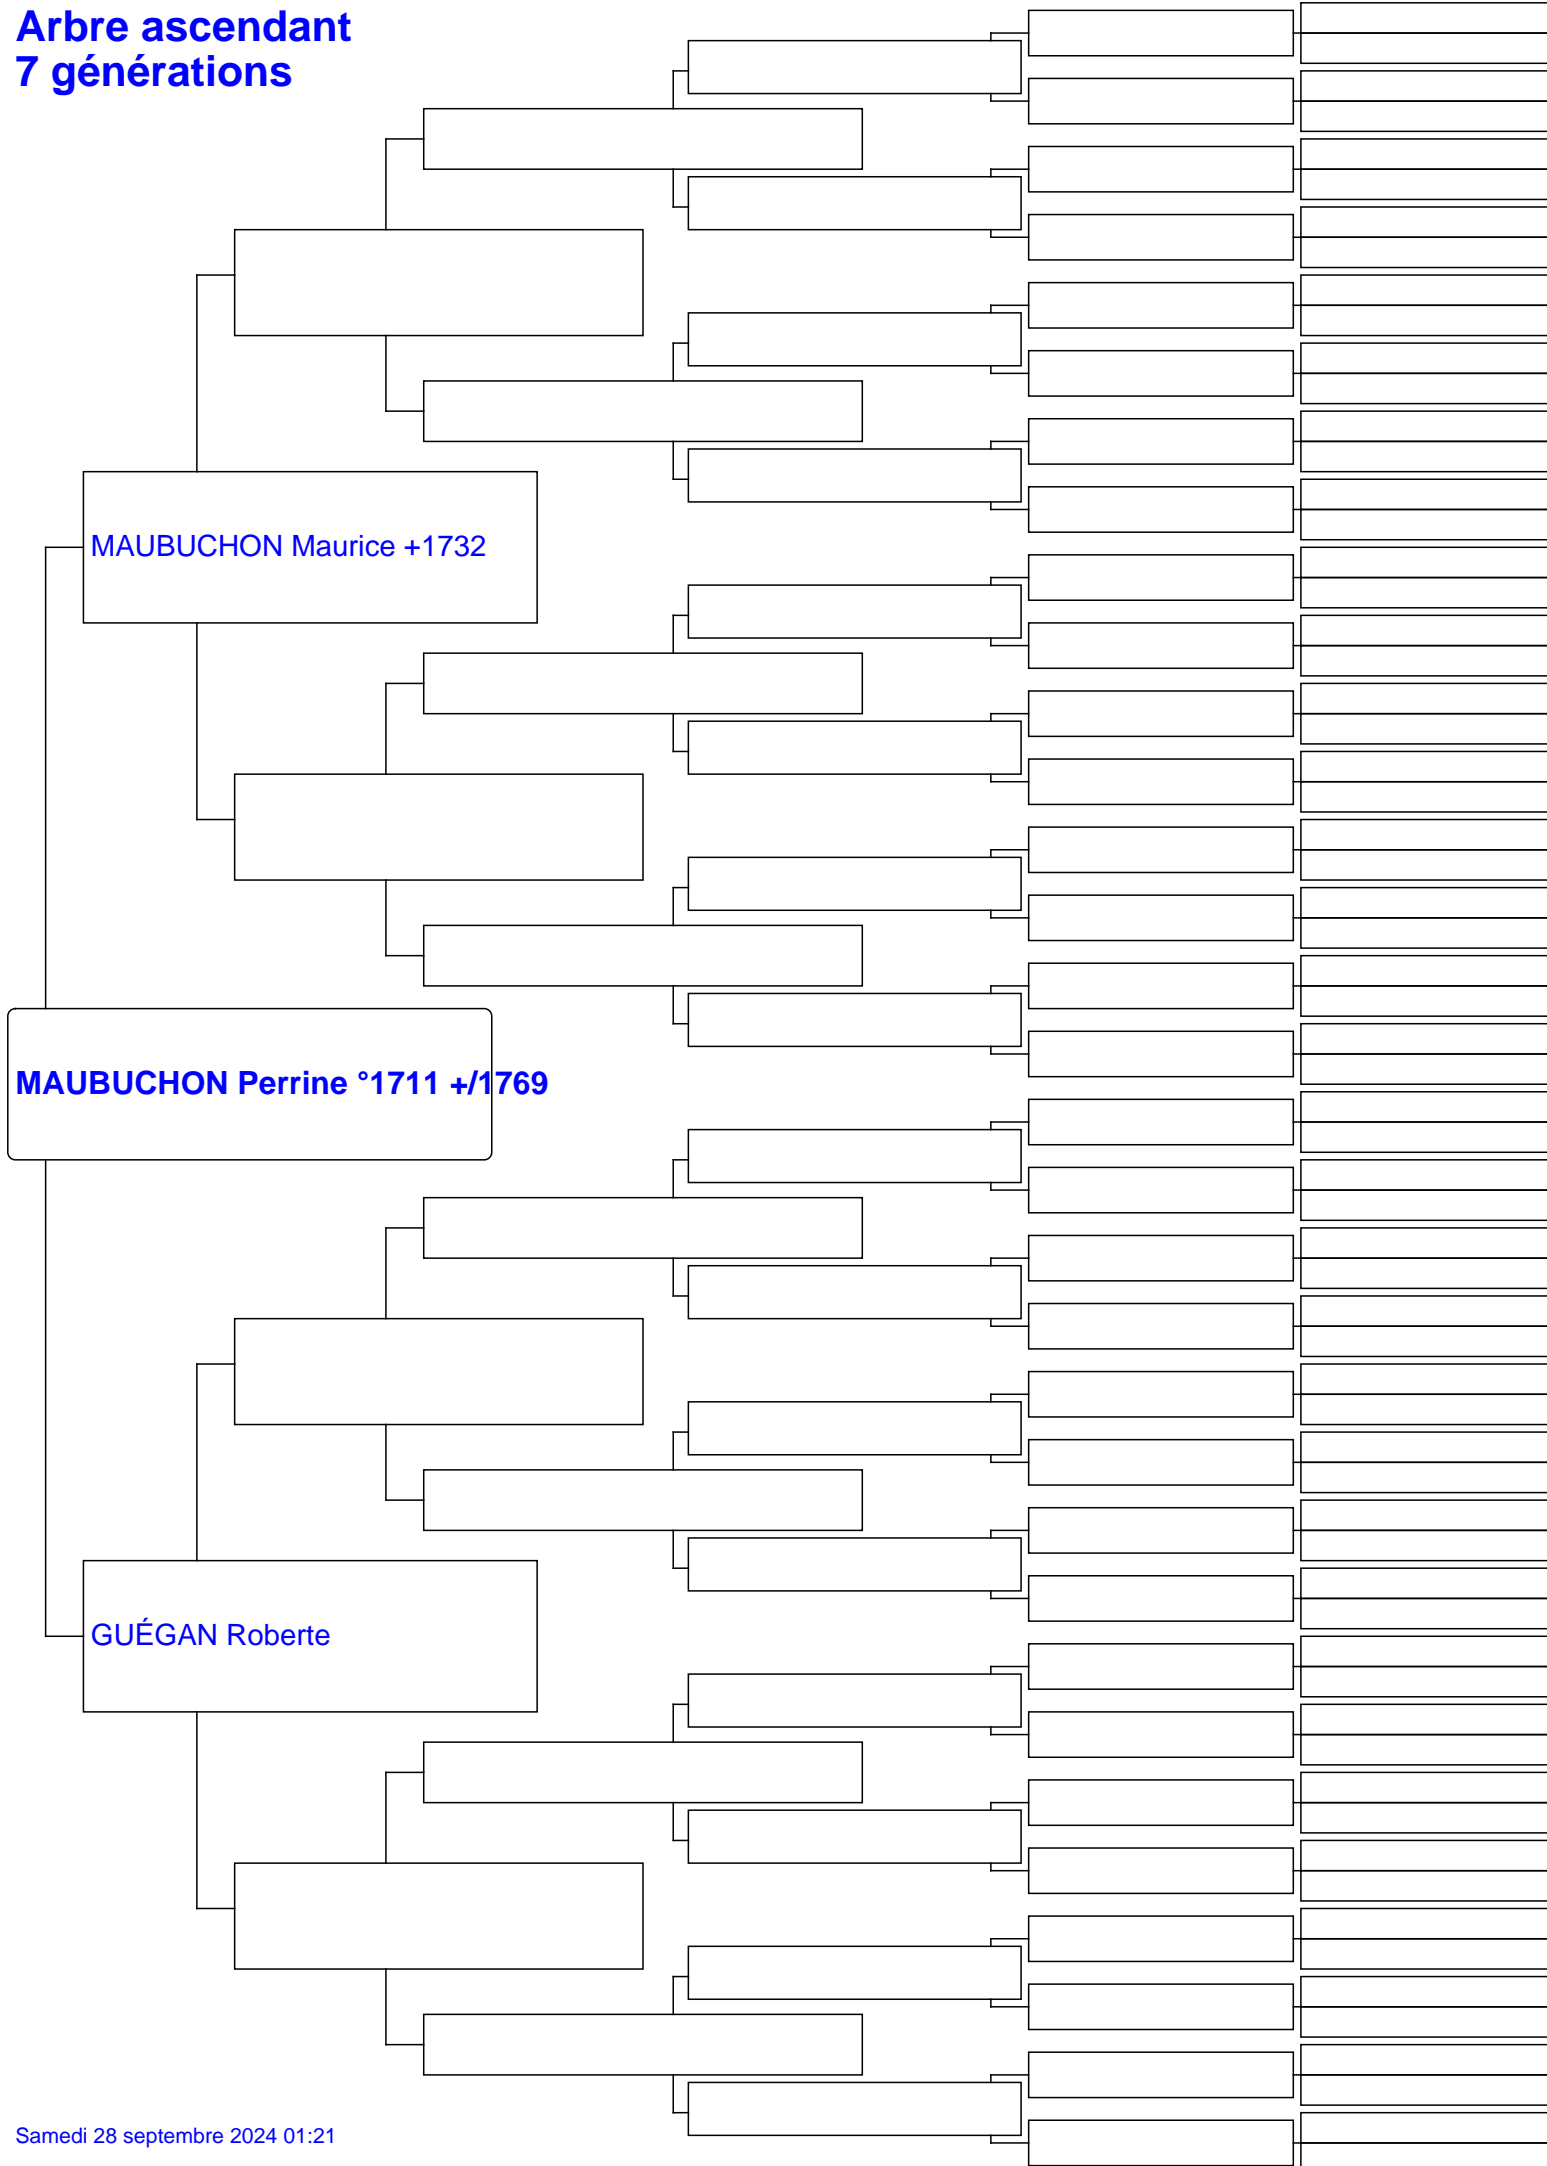 Arbre ascendant
7 générations
MAUBUCHON Maurice +1732
MAUBUCHON Perrine °1711 +/1769
GUÉGAN Roberte
Samedi 28 septembre 2024 01:21